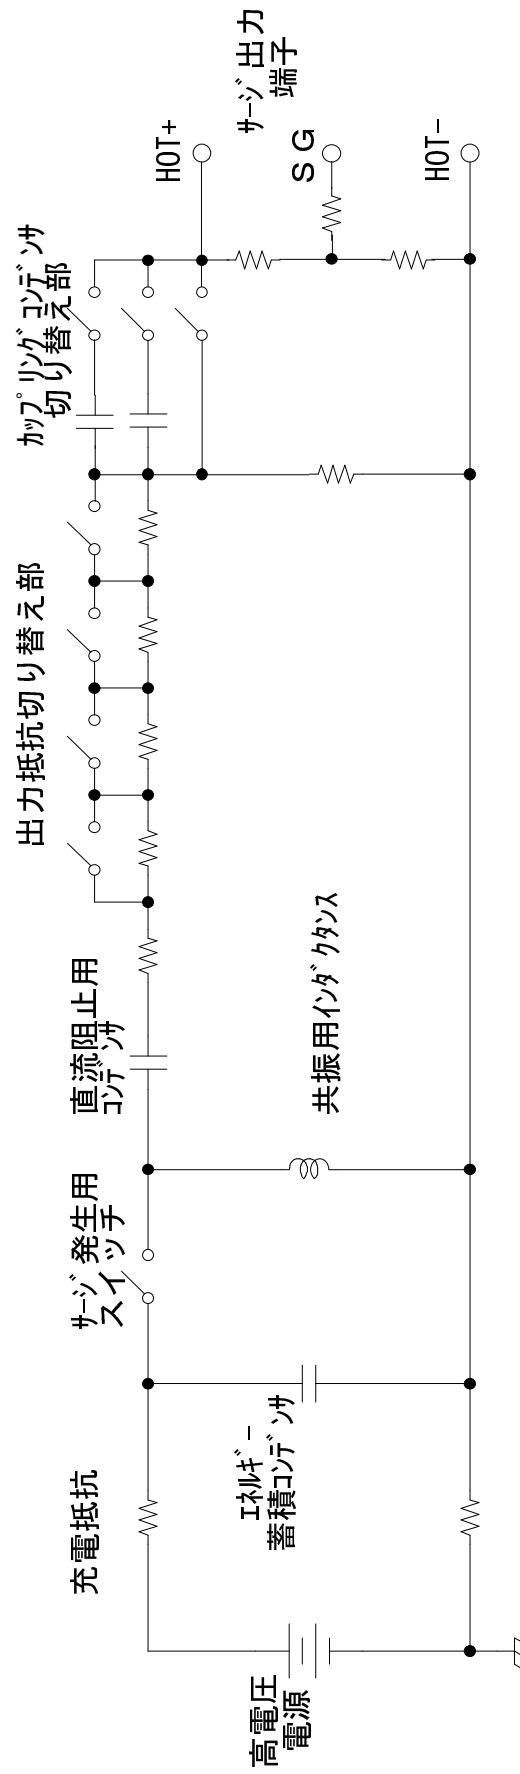 高電圧
電源
充電抵抗
エネルギー
蓄積コンデンサ
サージ発生用
スイッチ
共振用インダクタンス
直流阻止用
コンデンサ
出力抵抗切り替え部
カップリングコンデンサ
切り替え部
HOT+
サージ出力
端子
SG
HOT-